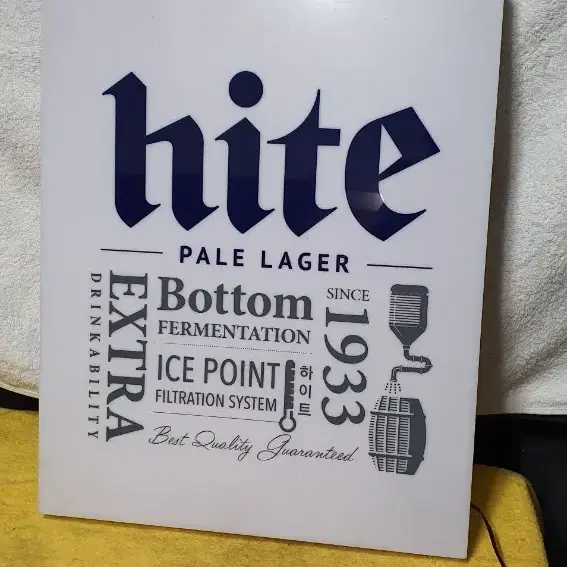 hite
PALE LAGER
EXTRA
DRINKABILITY
Bottom
FERMENTATION
ICE POINT
FILTRATION SYSTEM
하이트
SINCE
1933
Best Quality Guaranteed